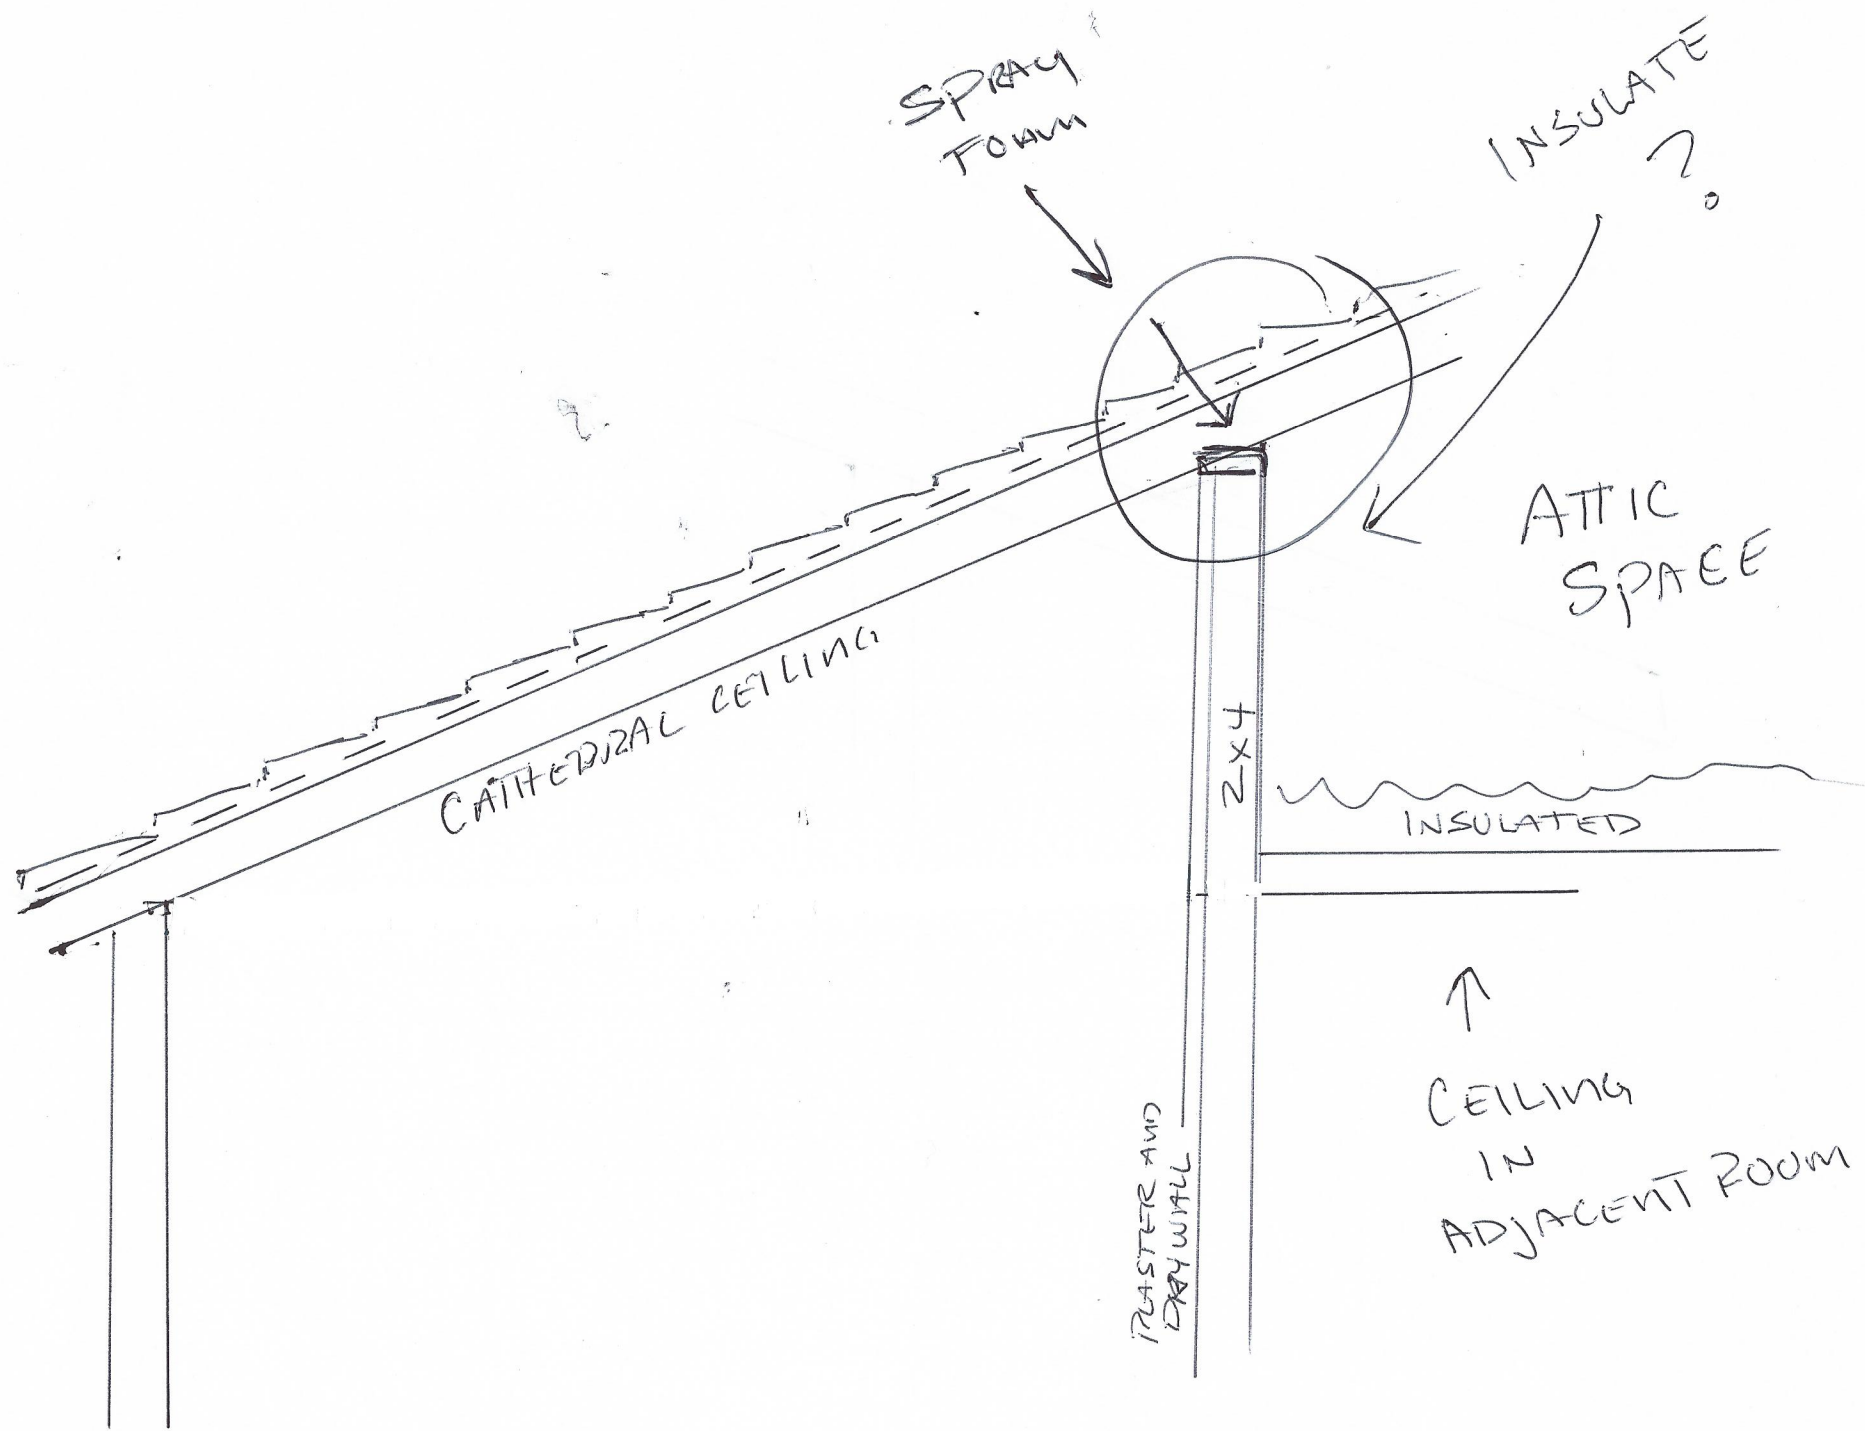 SPRAY
FOAM
INSULATE
?
ATTIC
SPACE
CATHEDRAL CEILING
2x4
INSULATED
CEILING
IN
ADJACENT ROOM
PLASTER AND
DRYWALL